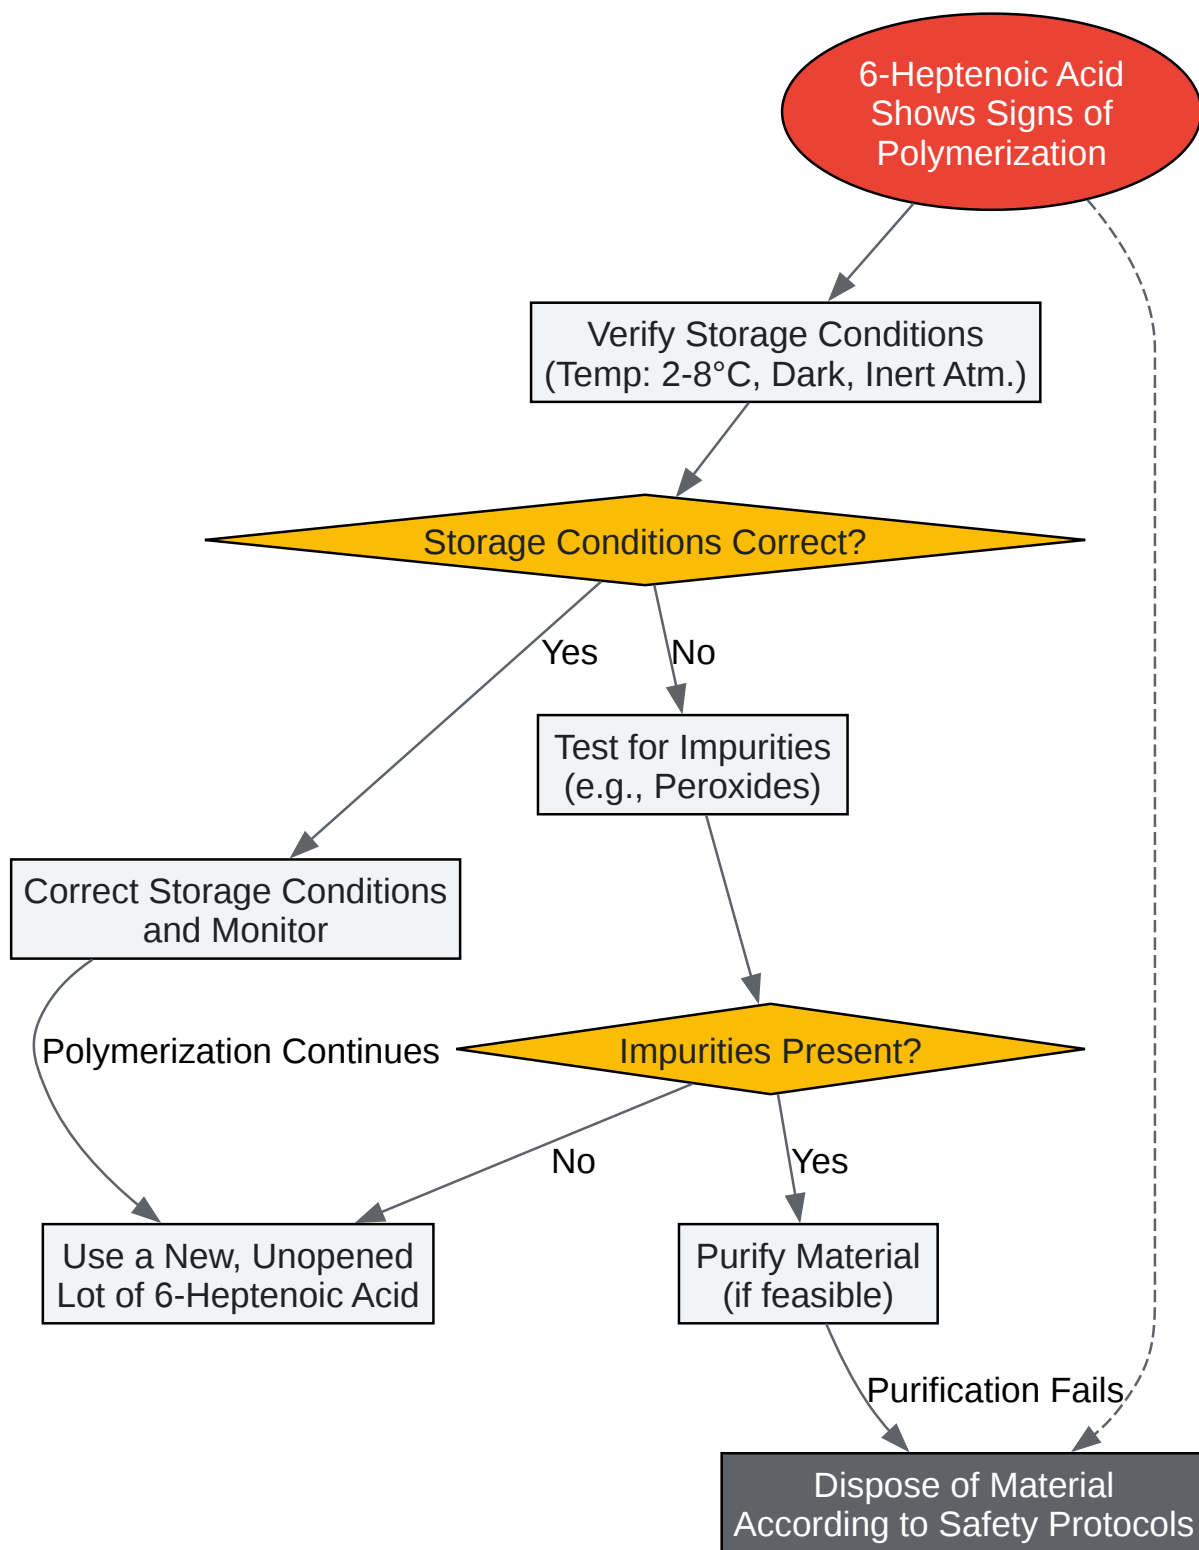 6-Heptenoic Acid
Shows Signs of
Polymerization
Verify Storage Conditions
(Temp: 2-8°C, Dark, Inert Atm.)
Storage Conditions Correct?
Yes
No
Test for Impurities
(e.g., Peroxides)
Correct Storage Conditions
and Monitor
Polymerization Continues
Impurities Present?
No
Yes
Use a New, Unopened
Lot of 6-Heptenoic Acid
Purify Material
(if feasible)
Purification Fails
Dispose of Material
According to Safety Protocols